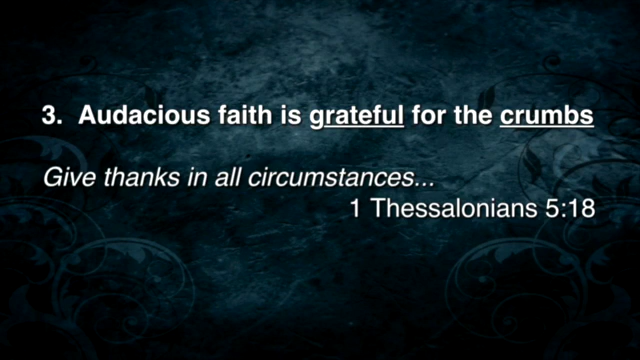 3. Audacious faith is grateful for the crumbs
Give thanks in all circumstances...
1 Thessalonians 5:18